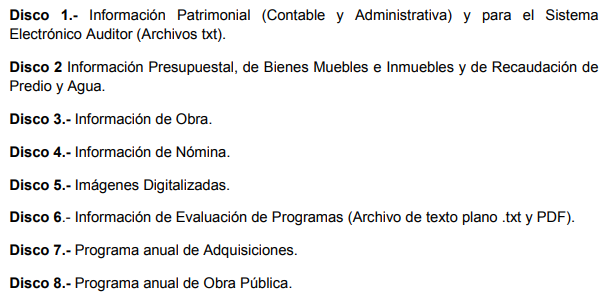 Disco 1.- Información Patrimonial (Contable y Administrativa) y para el Sistema
Electrónico Auditor (Archivos txt).
Disco 2 Información Presupuestal, de Bienes Muebles e Inmuebles y de Recaudación de
Predio y Agua.
Disco 3.- Información de Obra.
Disco 4.- Información de Nómina.
Disco 5.- Imágenes Digitalizadas.
Disco 6.- Información de Evaluación de Programas (Archivo de texto plano .txt y PDF).
Disco 7.- Programa anual de Adquisiciones.
Disco 8.- Programa anual de Obra Pública.